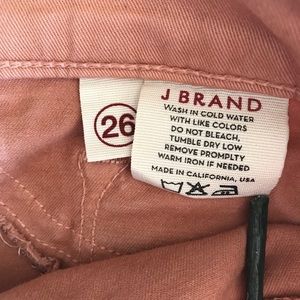 26
J BRAND
WASH IN COLD WATER
WITH LIKE COLORS
DO NOT BLEACH,
TUMBLE DRY LOW
REMOVE PROMPLTY
WARM IRON IF NEEDED
MADE IN CALIFORNIA, USA